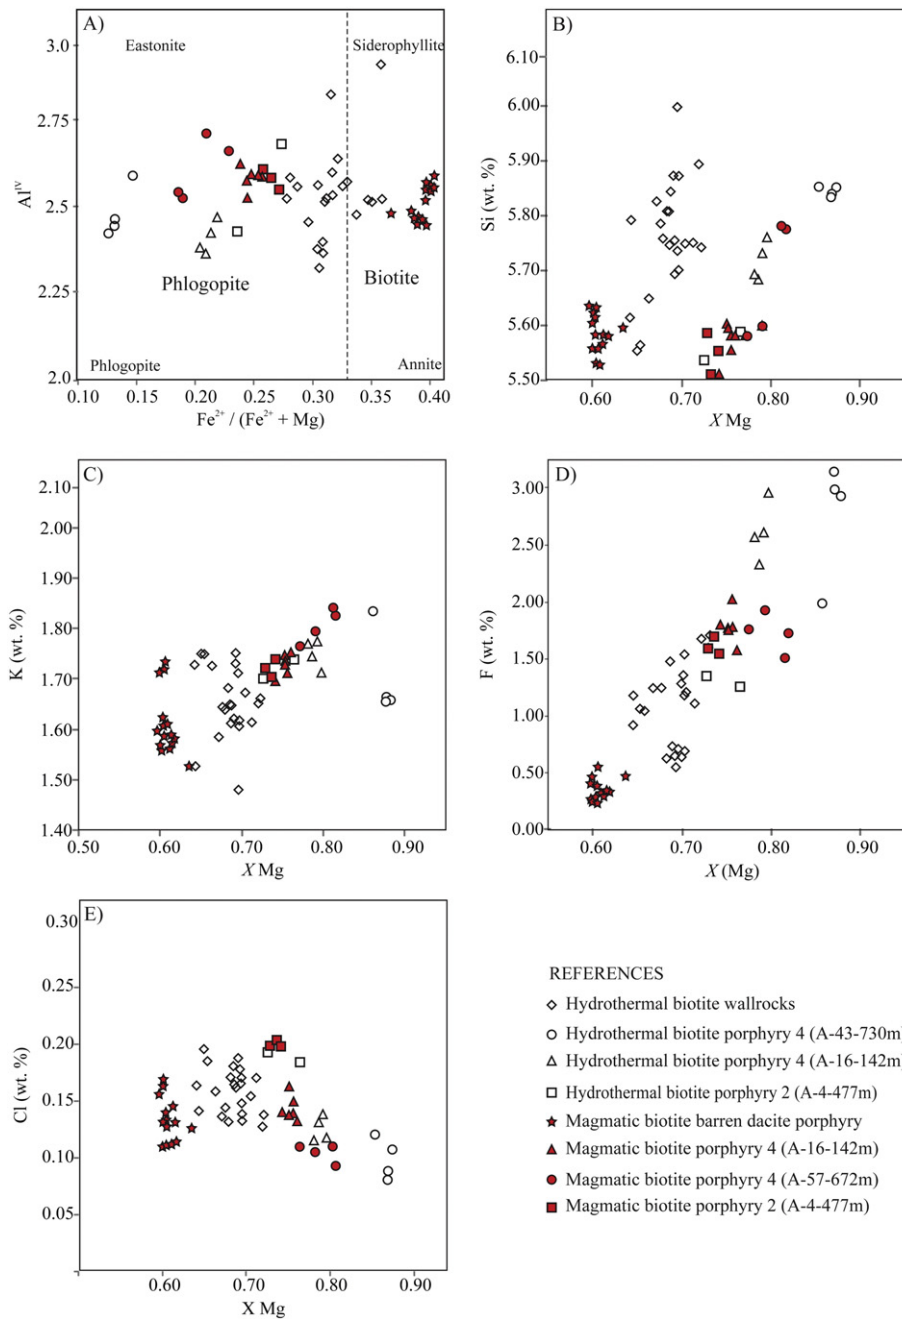 A)
Eastonite
Siderophyllite
3.0
2.75
2.50
2.25
2.0
Al^IV
Phlogopite
Biotite
Phlogopite
Annite
0.10 0.15 0.20 0.25 0.30 0.35 0.40
Fe²⁺ / (Fe²⁺ + Mg)
B)
6.10
6.00
5.90
5.80
5.70
5.60
5.50
Si (wt. %)
0.60 0.70 0.80 0.90
X Mg
C)
2.10
2.00
1.90
1.80
1.70
1.60
1.50
1.40
K (wt. %)
0.60 0.70 0.80 0.90
X Mg
D)
3.00
2.50
2.00
1.50
1.00
0.50
0.00
F (wt. %)
0.60 0.70 0.80 0.90
X (Mg)
E)
0.30
0.25
0.20
0.15
0.10
0.05
Cl (wt. %)
0.60 0.70 0.80 0.90
X Mg
REFERENCES
Hydrothermal biotite wallrocks
Hydrothermal biotite porphyry 4 (A-43-730m)
Hydrothermal biotite porphyry 4 (A-16-142m)
Hydrothermal biotite porphyry 2 (A-4-477m)
Magmatic biotite barren dacite porphyry
Magmatic biotite porphyry 4 (A-16-142m)
Magmatic biotite porphyry 4 (A-57-672m)
Magmatic biotite porphyry 2 (A-4-477m)